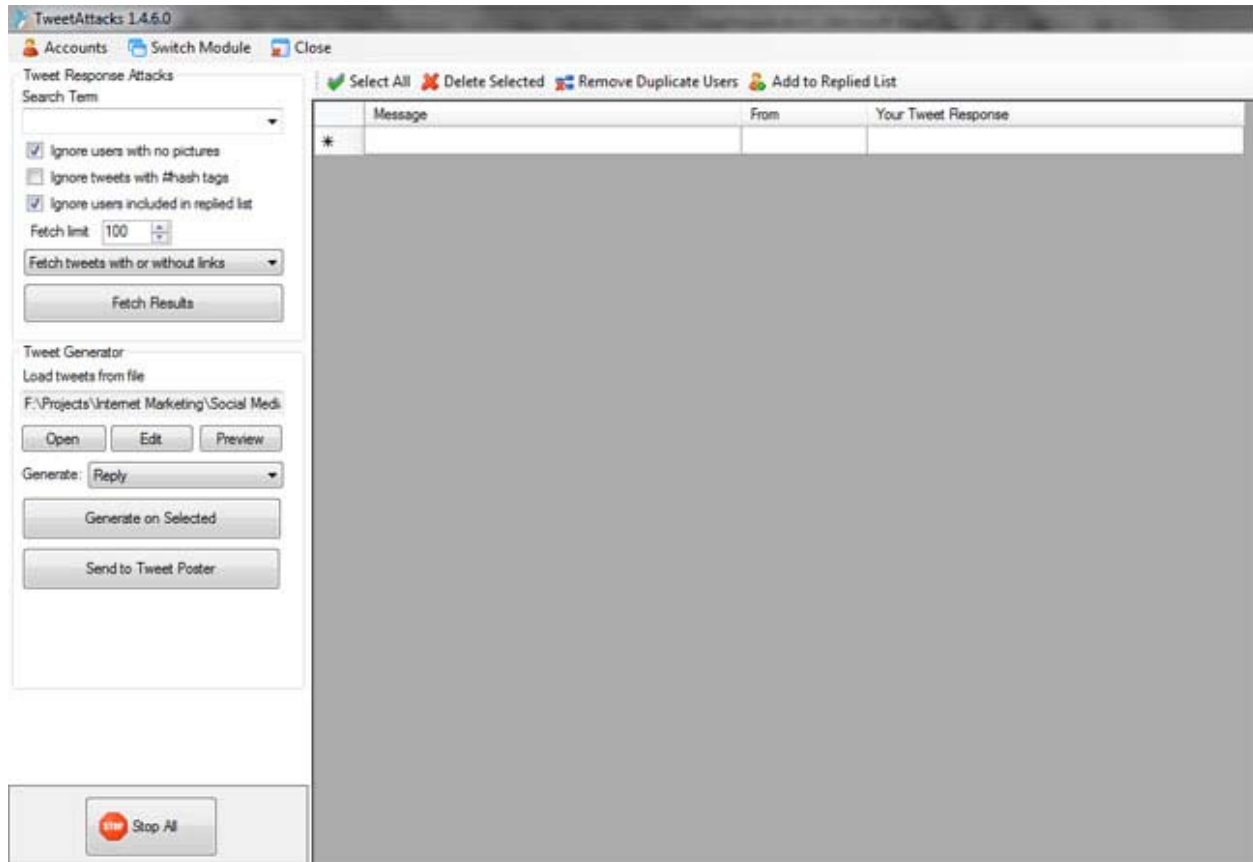 TweetAttacks 1.4.6.0
Accounts Switch Module Close
Tweet Response Attacks
Search Term
Ignore users with no pictures
Ignore tweets with #hash tags
Ignore users included in replied list
Fetch limit 100
Fetch tweets with or without links
Fetch Results
Tweet Generator
Load tweets from file
F:\Projects\Internet Marketing\Social Medi
Open Edit Preview
Generate: Reply
Generate on Selected
Send to Tweet Poster
STOP Stop All
Select All Delete Selected Remove Duplicate Users Add to Replied List
Message From Your Tweet Response